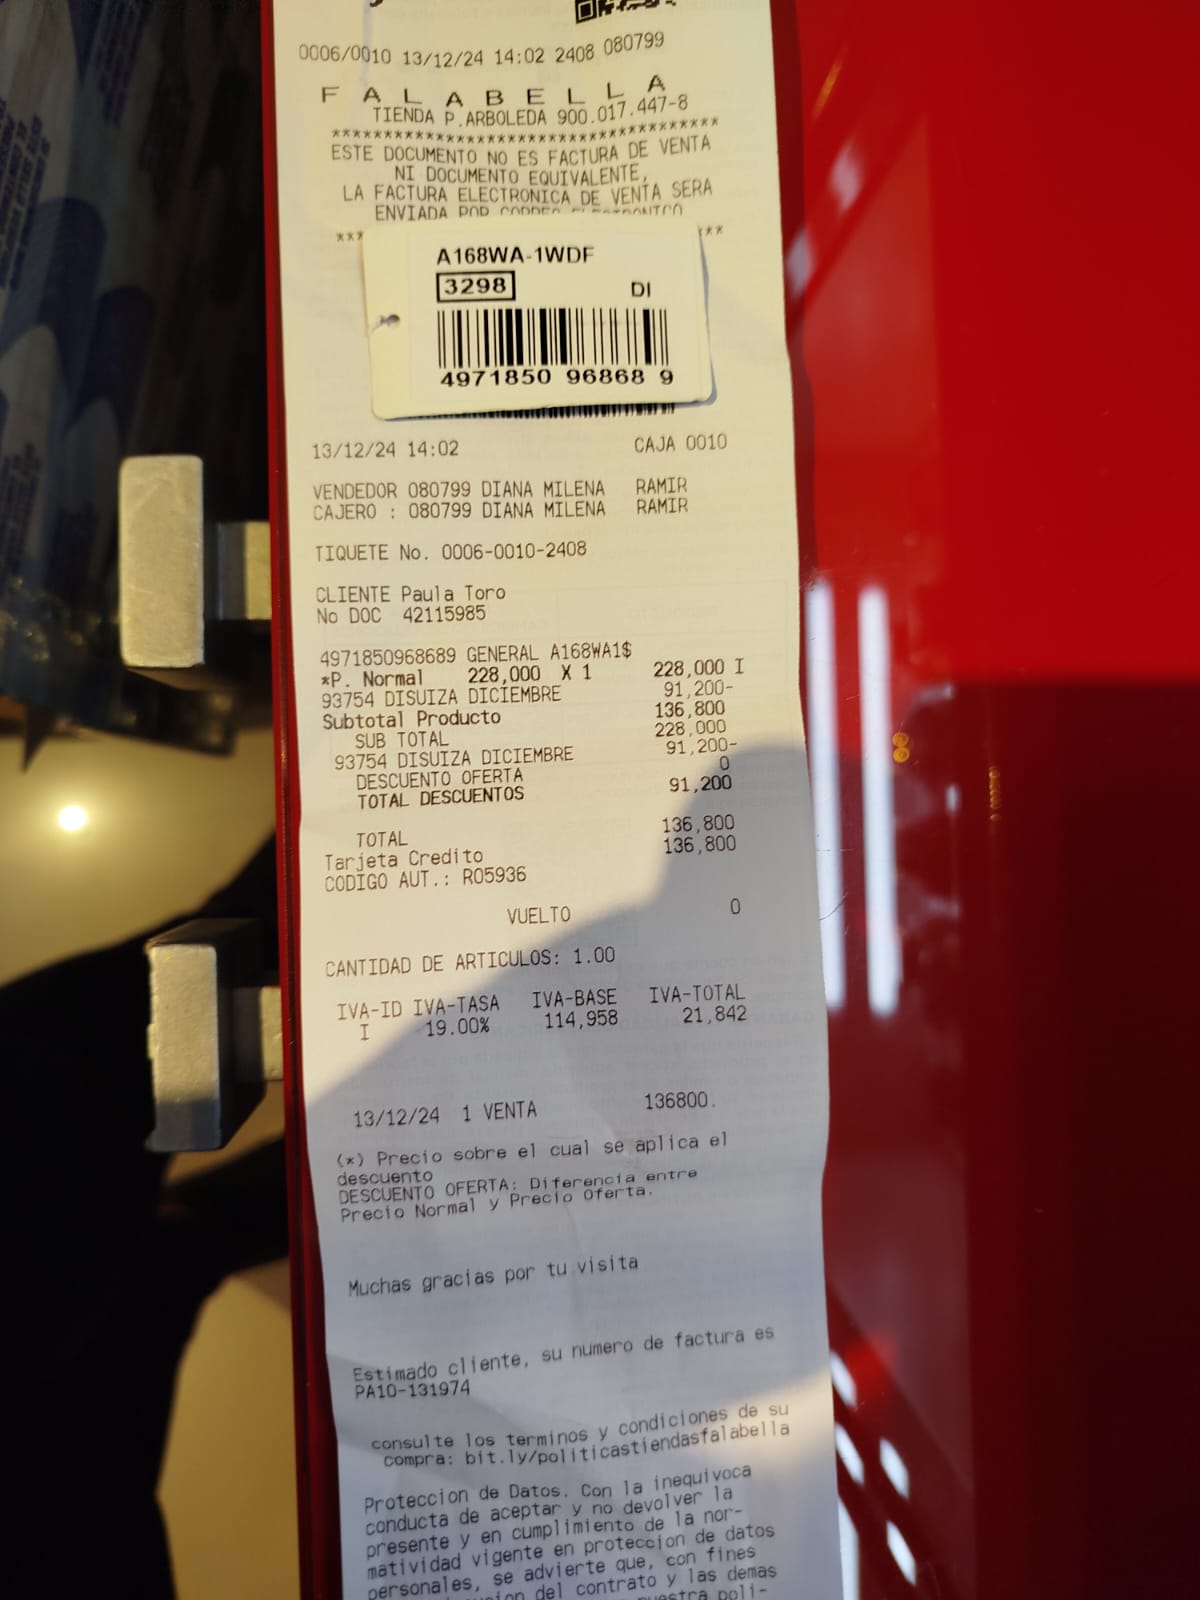 0006/0010 13/12/24 14:02 2408 080799
F A L A B E L L A
TIENDA P.ARBOLEDA 900.017.447-8
*************************************
ESTE DOCUMENTO NO ES FACTURA DE VENTA
NI DOCUMENTO EQUIVALENTE,
LA FACTURA ELECTRONICA DE VENTA SERA
ENVIADA POR CORREO ELECTRONICO
*** **
A168WA-1WDF
3298 DI
4971850 96868 9
13/12/24 14:02 CAJA 0010
VENDEDOR 080799 DIANA MILENA RAMIR
CAJERO : 080799 DIANA MILENA RAMIR
TIQUETE No. 0006-0010-2408
CLIENTE Paula Toro
No DOC 42115985
4971850968689 GENERAL A168WA1$
*P. Normal 228,000 X 1 228,000 I
93754 DISUIZA DICIEMBRE 91,200-
Subtotal Producto 136,800
SUB TOTAL 228,000
93754 DISUIZA DICIEMBRE 91,200-
DESCUENTO OFERTA 0
TOTAL DESCUENTOS 91,200
TOTAL 136,800
Tarjeta Credito 136,800
CODIGO AUT.: RO5936
VUELTO 0
CANTIDAD DE ARTICULOS: 1.00
IVA-ID IVA-TASA IVA-BASE IVA-TOTAL
I 19.00% 114,958 21,842
13/12/24 1 VENTA 136800.
(*) Precio sobre el cual se aplica el
descuento
DESCUENTO OFERTA: Diferencia entre
Precio Normal y Precio Oferta.
Muchas gracias por tu visita
Estimado cliente, su numero de factura es
PA10-131974
consulte los terminos y condiciones de su
compra: bit.ly/politicastiendasfalabella
Proteccion de Datos. Con la inequivoca
conducta de aceptar y no devolver la
presente y en cumplimiento de la nor-
matividad vigente en proteccion de datos
personales, se advierte que, con fines
del contrato y las demas
poli-